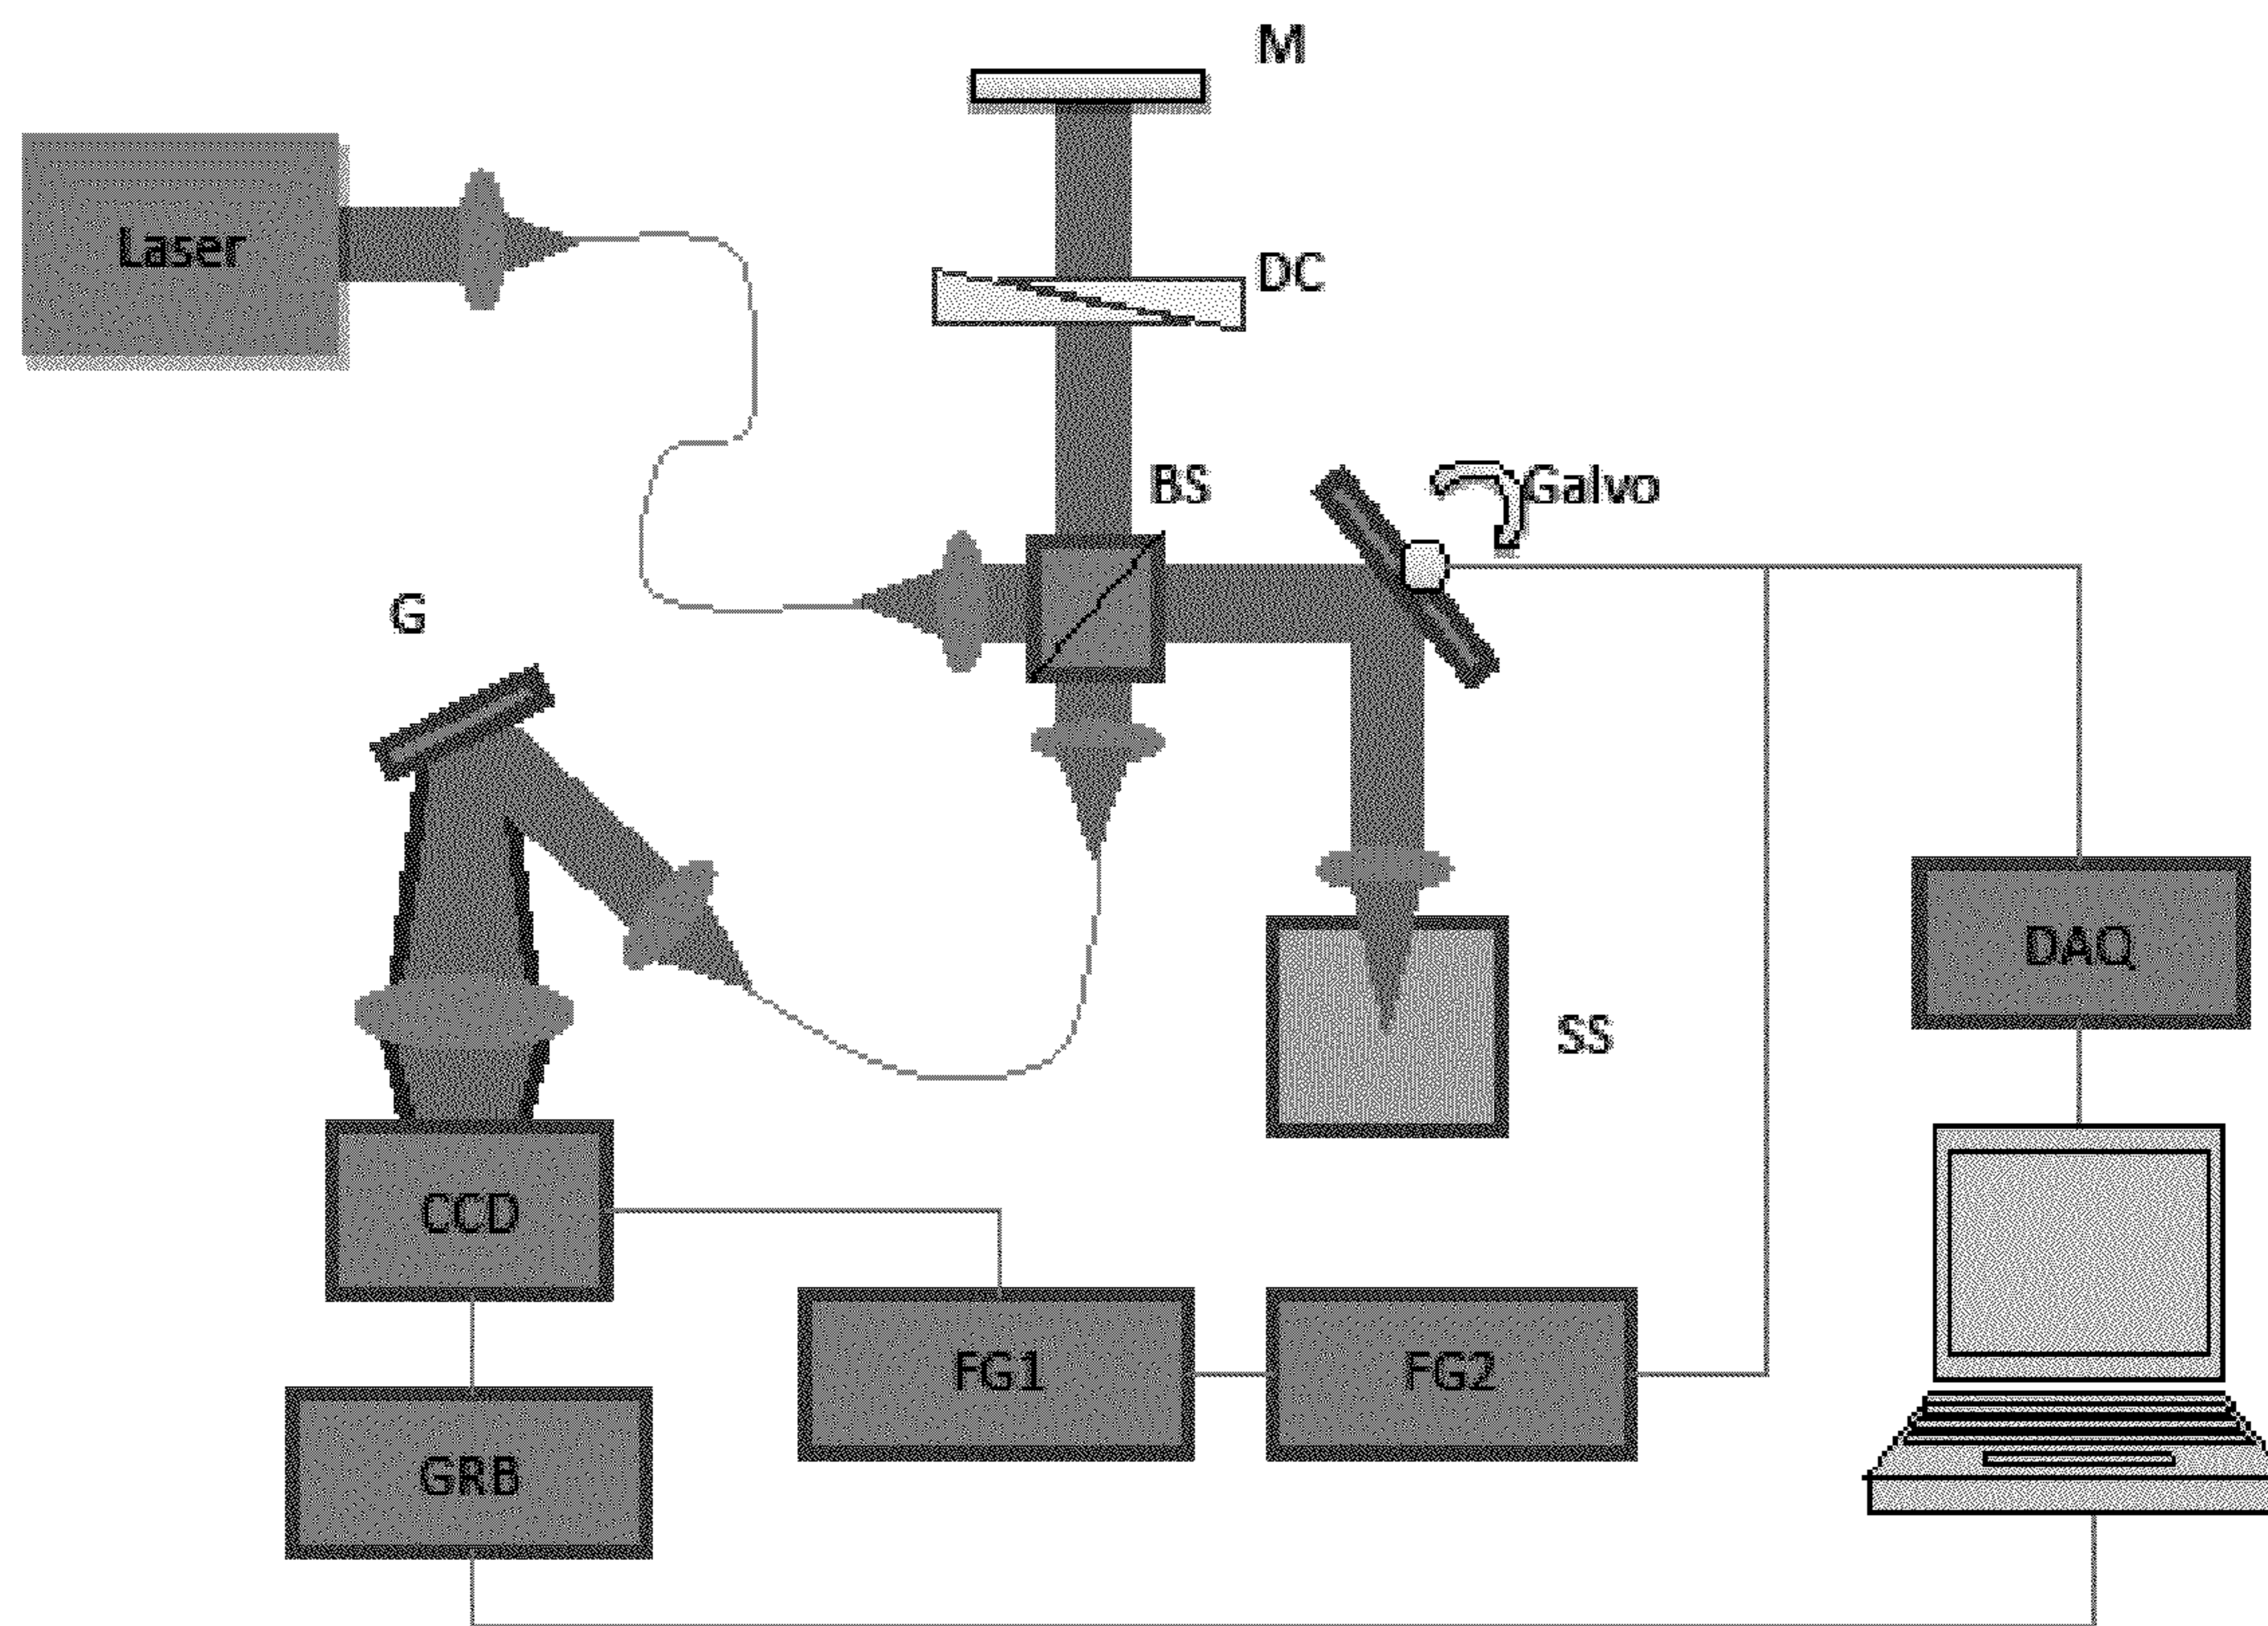 M
Laser
DC
BS
Galvo
G
DAQ
SS
CCD
FG1
FG2
GRB